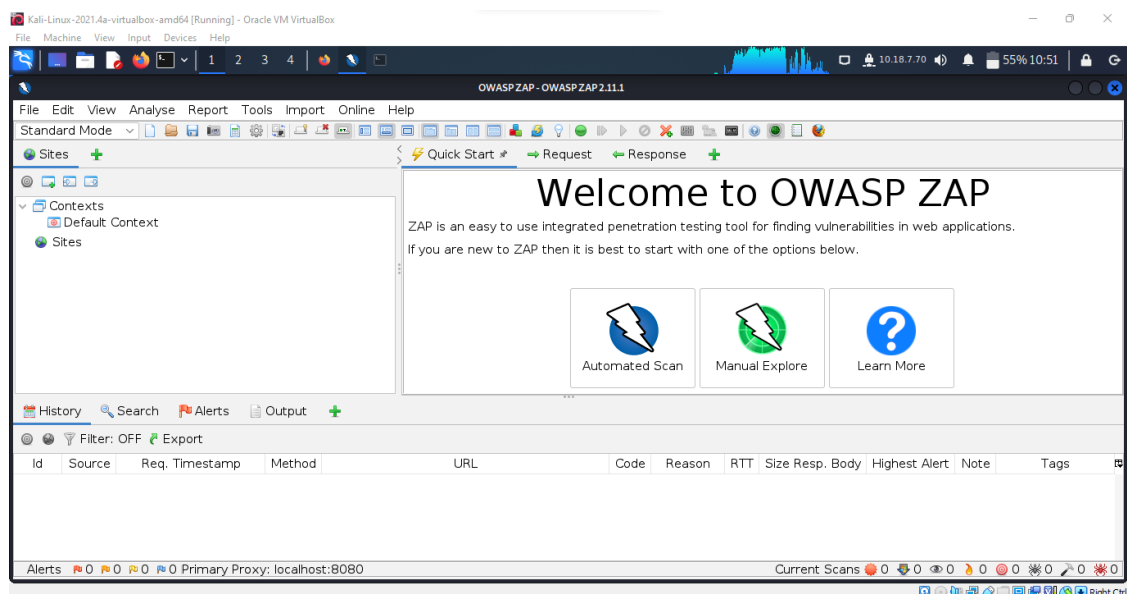 Kali-Linux-2021.4a-virtualbox-amd64 [Running] - Oracle VM VirtualBox
File Machine View Input Devices Help
1 2 3 4 55% 10:51
10.18.7.70
OWASP ZAP - OWASP ZAP 2.11.1
File Edit View Analyse Report Tools Import Online Help
Standard Mode
Sites Quick Start Request Response
Welcome to OWASP ZAP
Contexts
Default Context
Sites
ZAP is an easy to use integrated penetration testing tool for finding vulnerabilities in web applications.
If you are new to ZAP then it is best to start with one of the options below.
Automated Scan Manual Explore Learn More
History Search Alerts Output
Filter: OFF Export
Id Source Req. Timestamp Method URL Code Reason RTT Size Resp. Body Highest Alert Note Tags
Alerts 0 0 0 0 Primary Proxy: localhost:8080 Current Scans 0 0 0 0 0 0 0 0
Right Ctrl